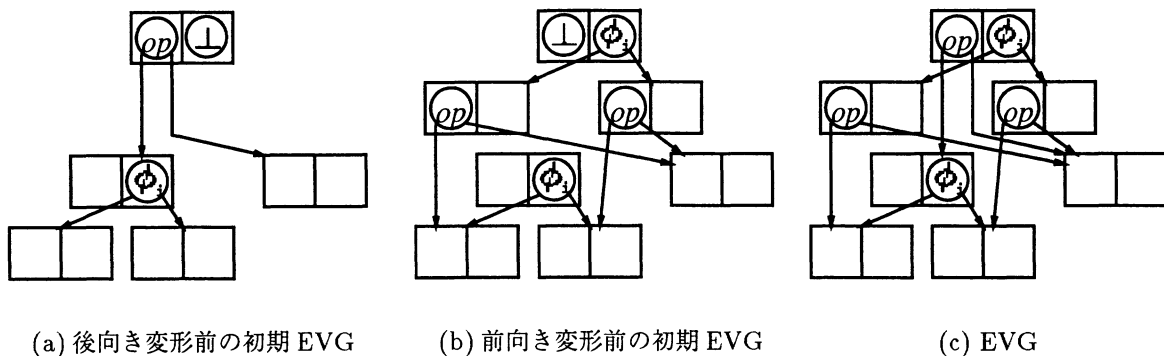 op ⊥
ϕi
(a) 後向き変形前の初期 EVG
⊥ ϕi
op
op
ϕi
(b) 前向き変形前の初期 EVG
op ϕi
op
op
ϕi
(c) EVG